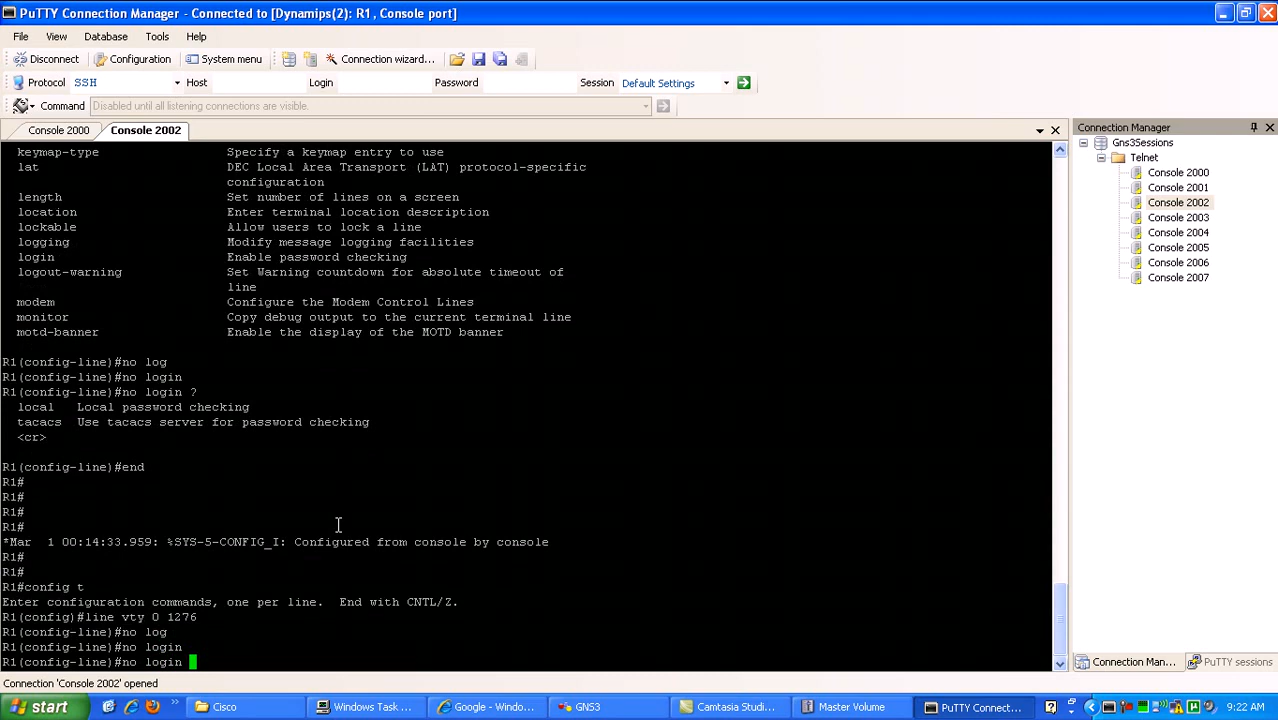 PuTTY Connection Manager - Connected to [Dynamips(2): R1, Console port]
File View Database Tools Help
Disconnect Configuration System menu Connection wizard...
Protocol SSH Host Login Password Session Default Settings
Command Disabled until all listening connections are visible.
Console 2000 Console 2002
keymap-type Specify a keymap entry to use
lat DEC Local Area Transport (LAT) protocol-specific
configuration
length Set number of lines on a screen
location Enter terminal location description
lockable Allow users to lock a line
logging Modify message logging facilities
login Enable password checking
logout-warning Set Warning countdown for absolute timeout of
line
modem Configure the Modem Control Lines
monitor Copy debug output to the current terminal line
motd-banner Enable the display of the MOTD banner
R1(config-line)#no log
R1(config-line)#no login
R1(config-line)#no login ?
local Local password checking
tacacs Use tacacs server for password checking
<cr>
R1(config-line)#end
R1#
R1#
R1#
R1#
*Mar 1 00:14:33.959: %SYS-5-CONFIG_I: Configured from console by console
R1#
R1#
R1#config t
Enter configuration commands, one per line. End with CNTL/Z.
R1(config)#line vty 0 1276
R1(config-line)#no log
R1(config-line)#no login
R1(config-line)#no login
Connection Manager
Gns3Sessions
Telnet
Console 2000
Console 2001
Console 2002
Console 2003
Console 2004
Console 2005
Console 2006
Console 2007
Connection Man... PuTTY sessions
Connection 'Console 2002' opened
start Cisco Windows Task ... Google - Windo... GNS3 Camtasia Studi... Master Volume PuTTY Connect... 9:22 AM